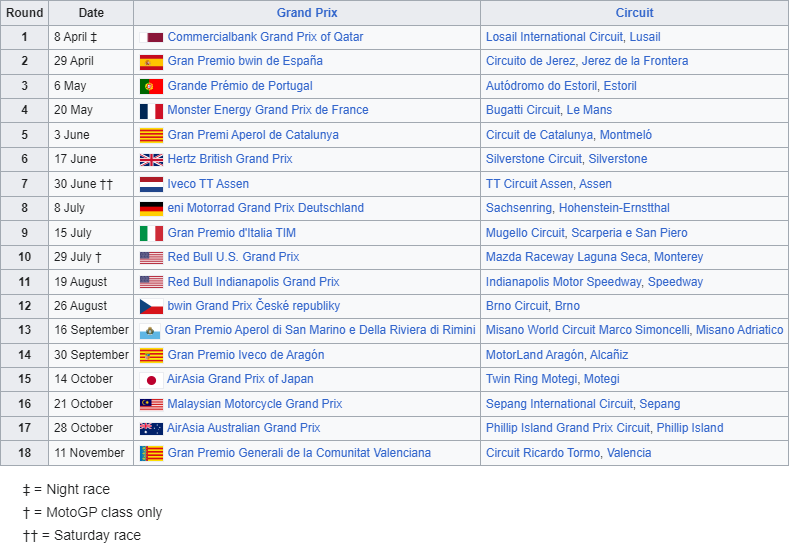 Round Date Grand Prix Circuit
1 8 April ‡ Commercialbank Grand Prix of Qatar Losail International Circuit, Lusail
2 29 April Gran Premio bwin de España Circuito de Jerez, Jerez de la Frontera
3 6 May Grande Prémio de Portugal Autódromo do Estoril, Estoril
4 20 May Monster Energy Grand Prix de France Bugatti Circuit, Le Mans
5 3 June Gran Premi Aperol de Catalunya Circuit de Catalunya, Montmeló
6 17 June Hertz British Grand Prix Silverstone Circuit, Silverstone
7 30 June †† Iveco TT Assen TT Circuit Assen, Assen
8 8 July eni Motorrad Grand Prix Deutschland Sachsenring, Hohenstein-Ernstthal
9 15 July Gran Premio d'Italia TIM Mugello Circuit, Scarperia e San Piero
10 29 July † Red Bull U.S. Grand Prix Mazda Raceway Laguna Seca, Monterey
11 19 August Red Bull Indianapolis Grand Prix Indianapolis Motor Speedway, Speedway
12 26 August bwin Grand Prix České republiky Brno Circuit, Brno
13 16 September Gran Premio Aperol di San Marino e Della Riviera di Rimini Misano World Circuit Marco Simoncelli, Misano Adriatico
14 30 September Gran Premio Iveco de Aragón MotorLand Aragón, Alcañiz
15 14 October AirAsia Grand Prix of Japan Twin Ring Motegi, Motegi
16 21 October Malaysian Motorcycle Grand Prix Sepang International Circuit, Sepang
17 28 October AirAsia Australian Grand Prix Phillip Island Grand Prix Circuit, Phillip Island
18 11 November Gran Premio Generali de la Comunitat Valenciana Circuit Ricardo Tormo, Valencia
‡ = Night race
† = MotoGP class only
†† = Saturday race